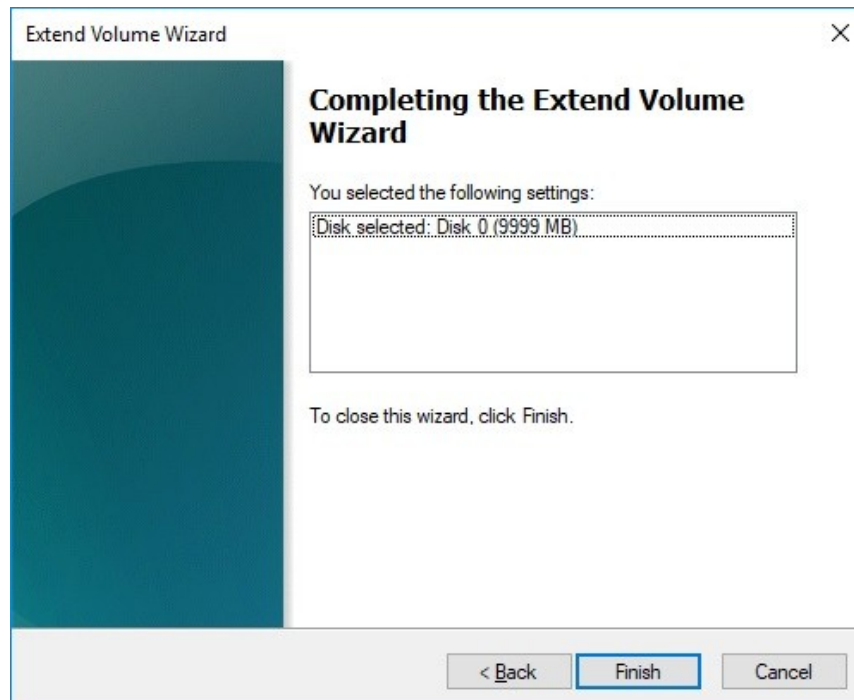 Extend Volume Wizard
Completing the Extend Volume
Wizard
You selected the following settings:
Disk selected: Disk 0 (9999 MB)
To close this wizard, click Finish.
< Back Finish Cancel